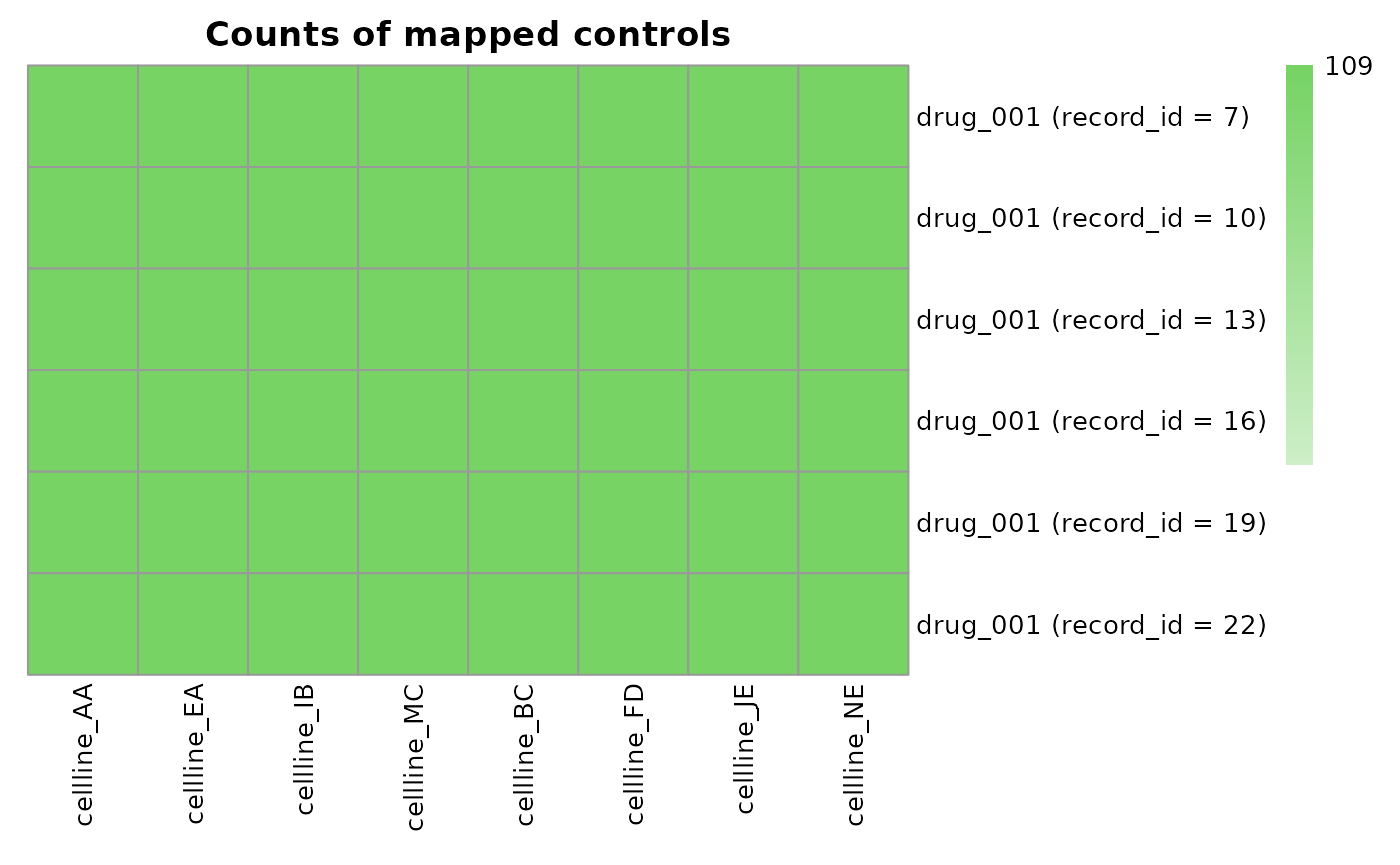 Counts of mapped controls
109
drug_001 (record_id = 7)
drug_001 (record_id = 10)
drug_001 (record_id = 13)
drug_001 (record_id = 16)
drug_001 (record_id = 19)
drug_001 (record_id = 22)
cellline_AA
cellline_EA
cellline_IB
cellline_MC
cellline_BC
cellline_FD
cellline_JE
cellline_NE